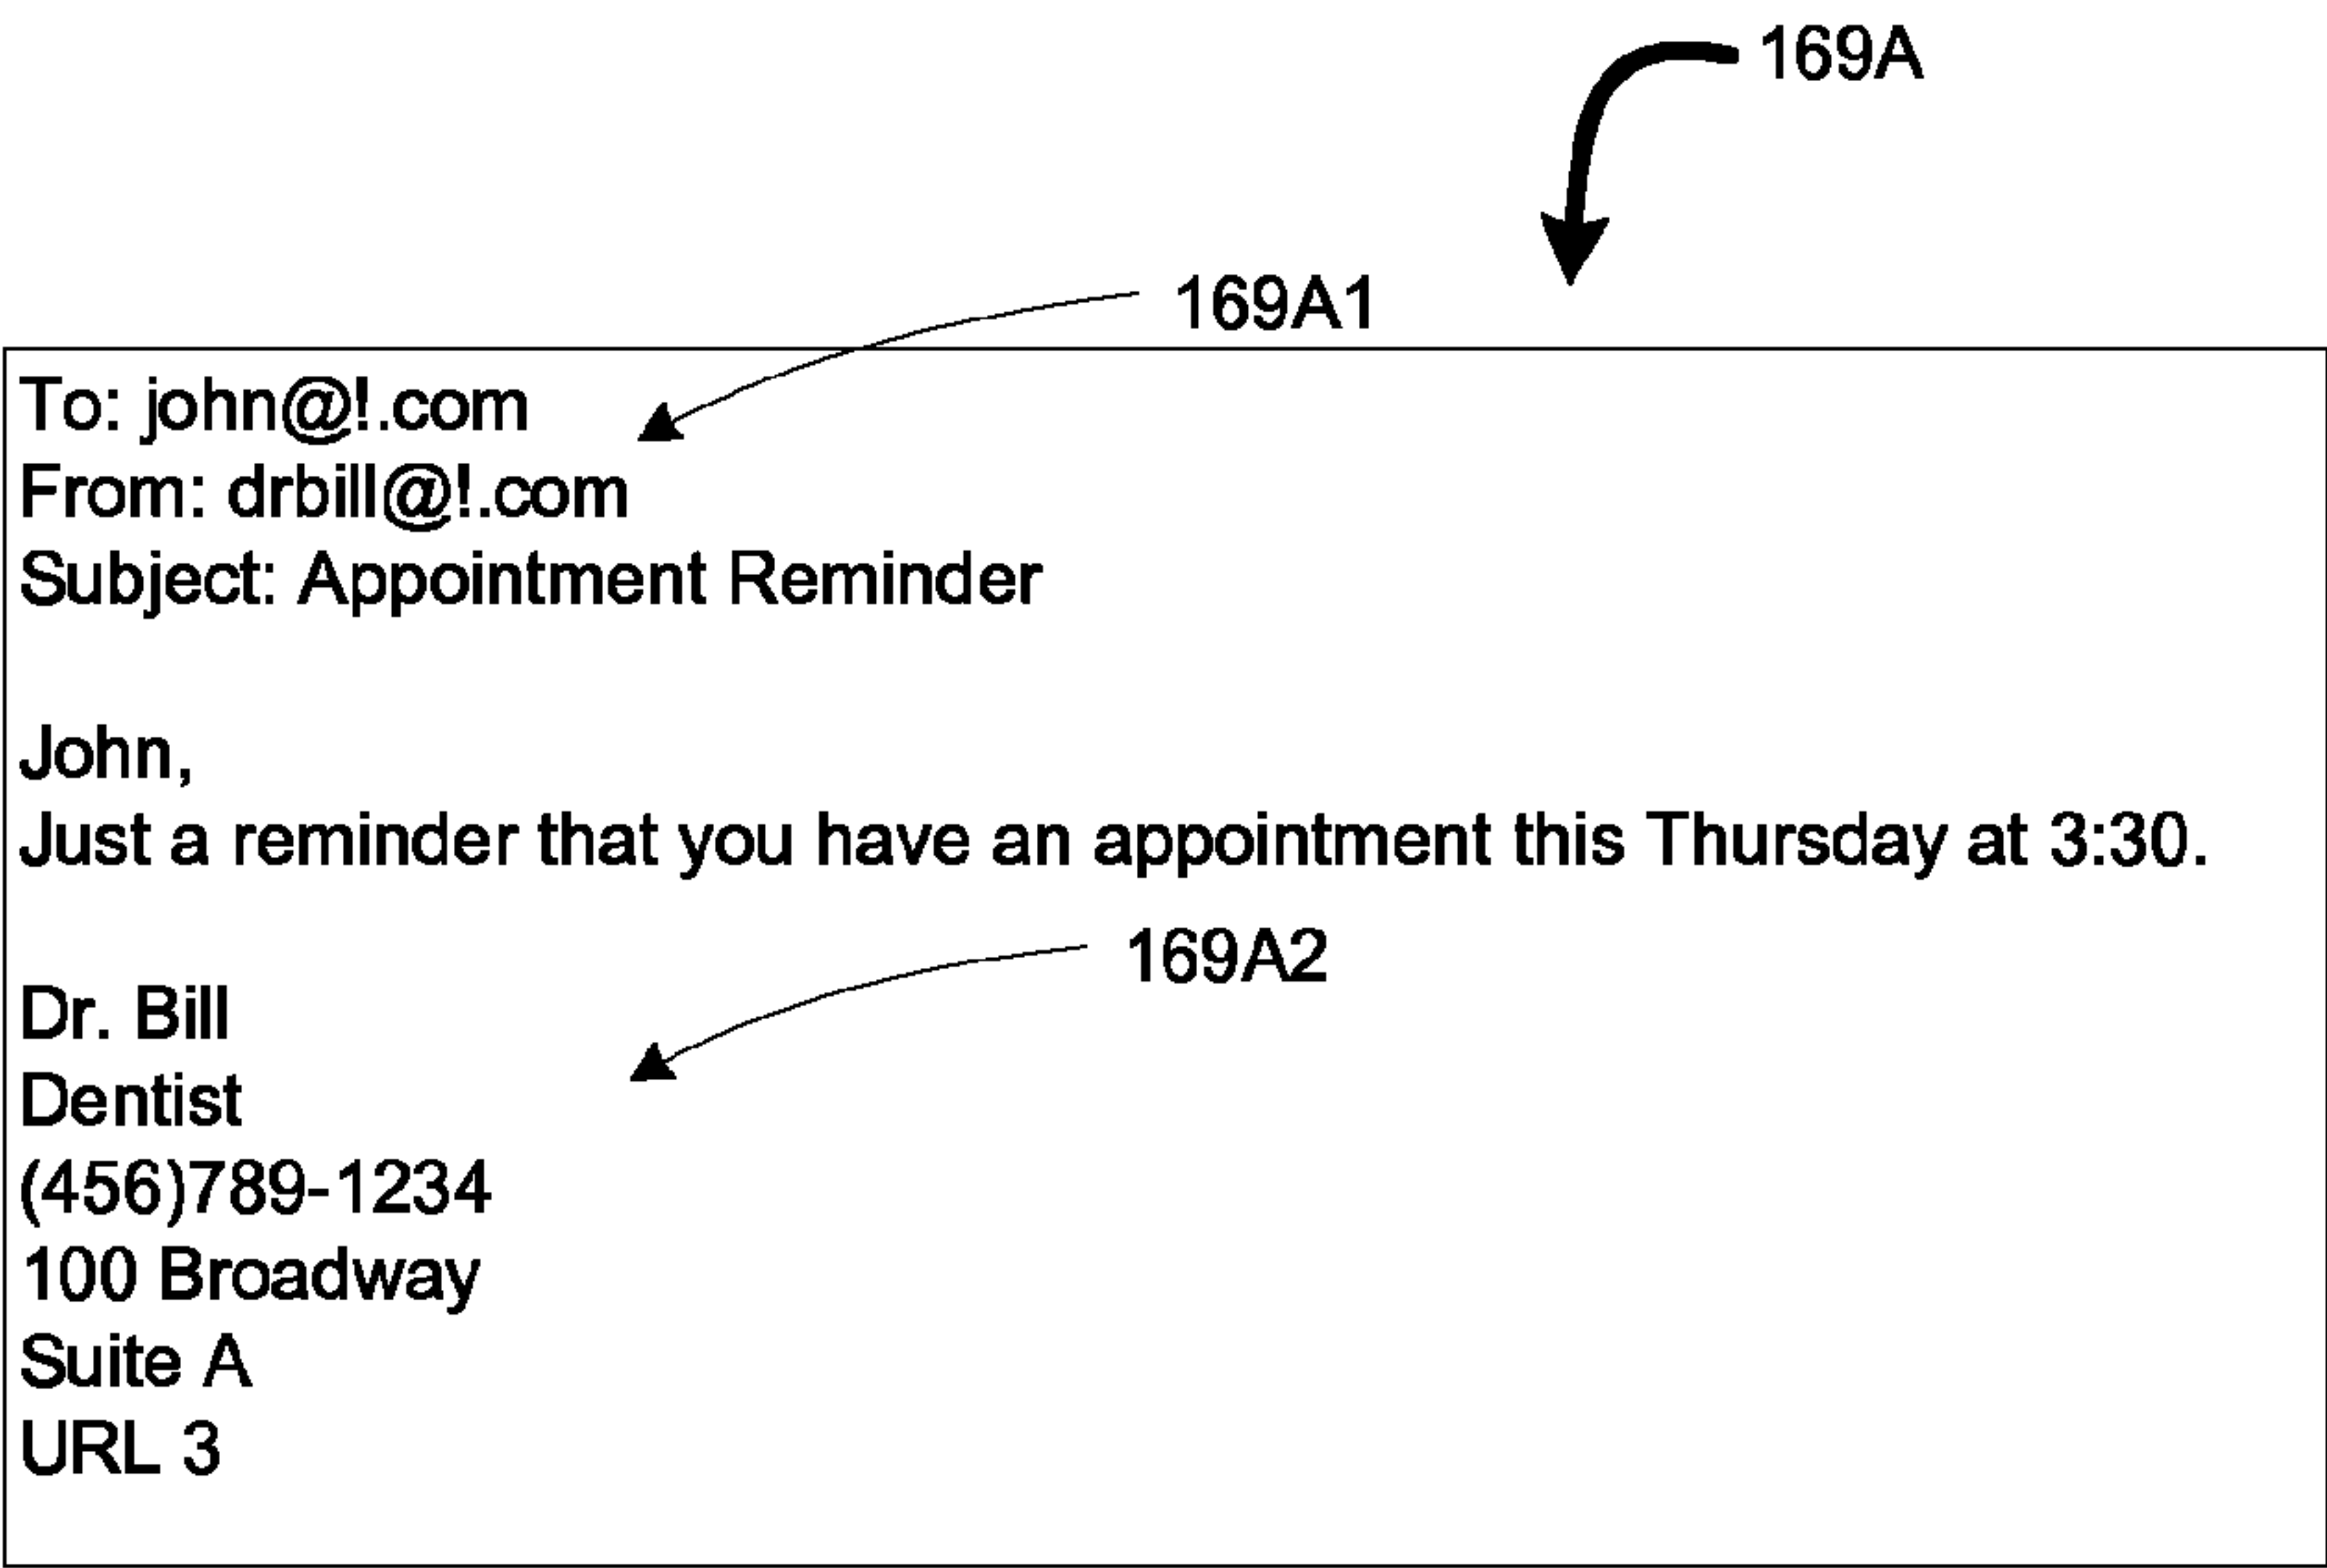 169A
169A1
To: john@!.com
From: drbill@!.com
Subject: Appointment Reminder
John,
Just a reminder that you have an appointment this Thursday at 3:30.
169A2
Dr. Bill
Dentist
(456)789-1234
100 Broadway
Suite A
URL 3